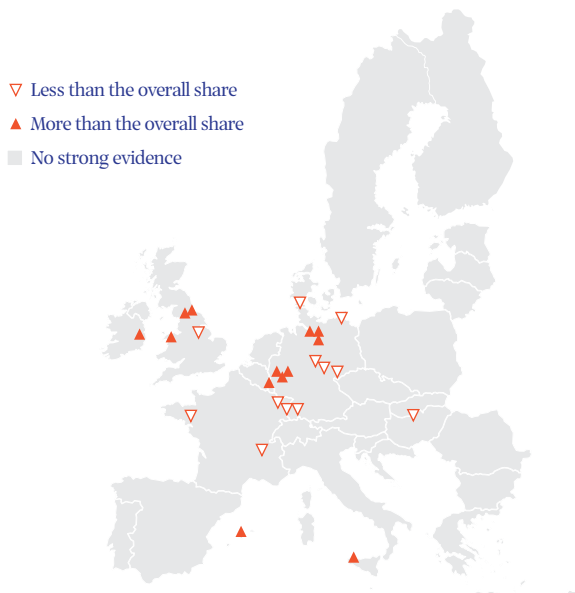 Less than the overall share
More than the overall share
No strong evidence